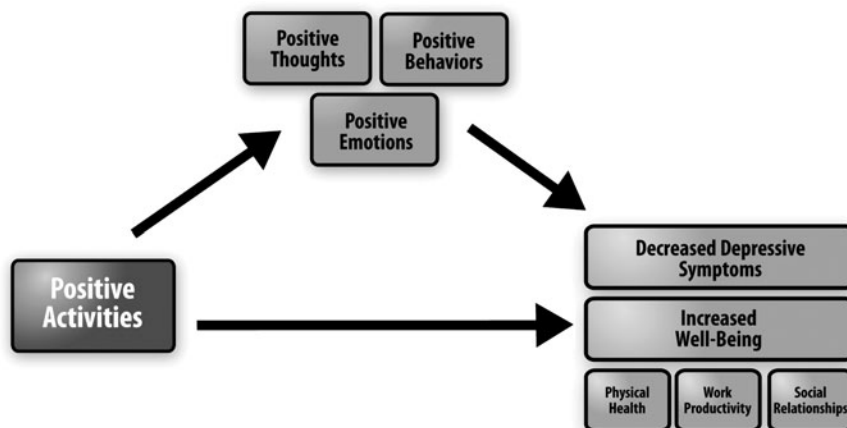 Positive
Thoughts
Positive
Behaviors
Positive
Emotions
Positive
Activities
Decreased Depressive
Symptoms
Increased
Well-Being
Physical
Health
Work
Productivity
Social
Relationships